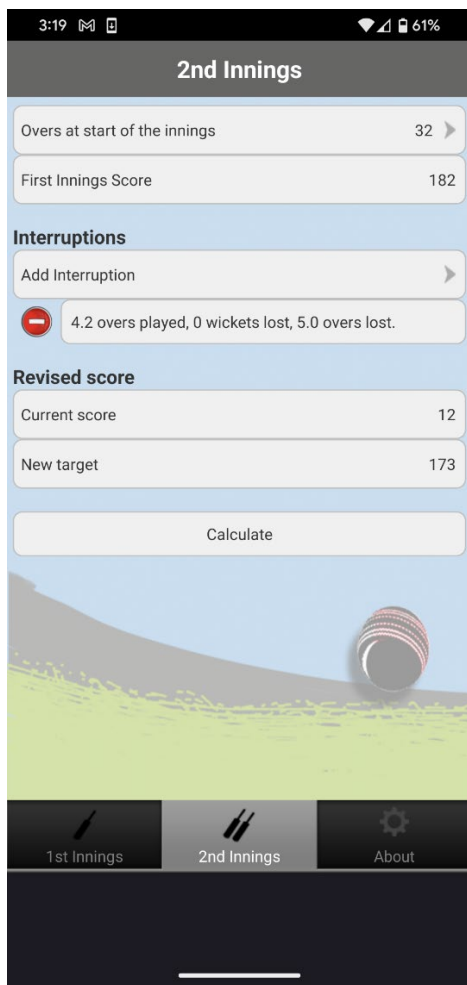 3:19 61%
2nd Innings
Overs at start of the innings 32
First Innings Score 182
Interruptions
Add Interruption
4.2 overs played, 0 wickets lost, 5.0 overs lost.
Revised score
Current score 12
New target 173
Calculate
1st Innings 2nd Innings About